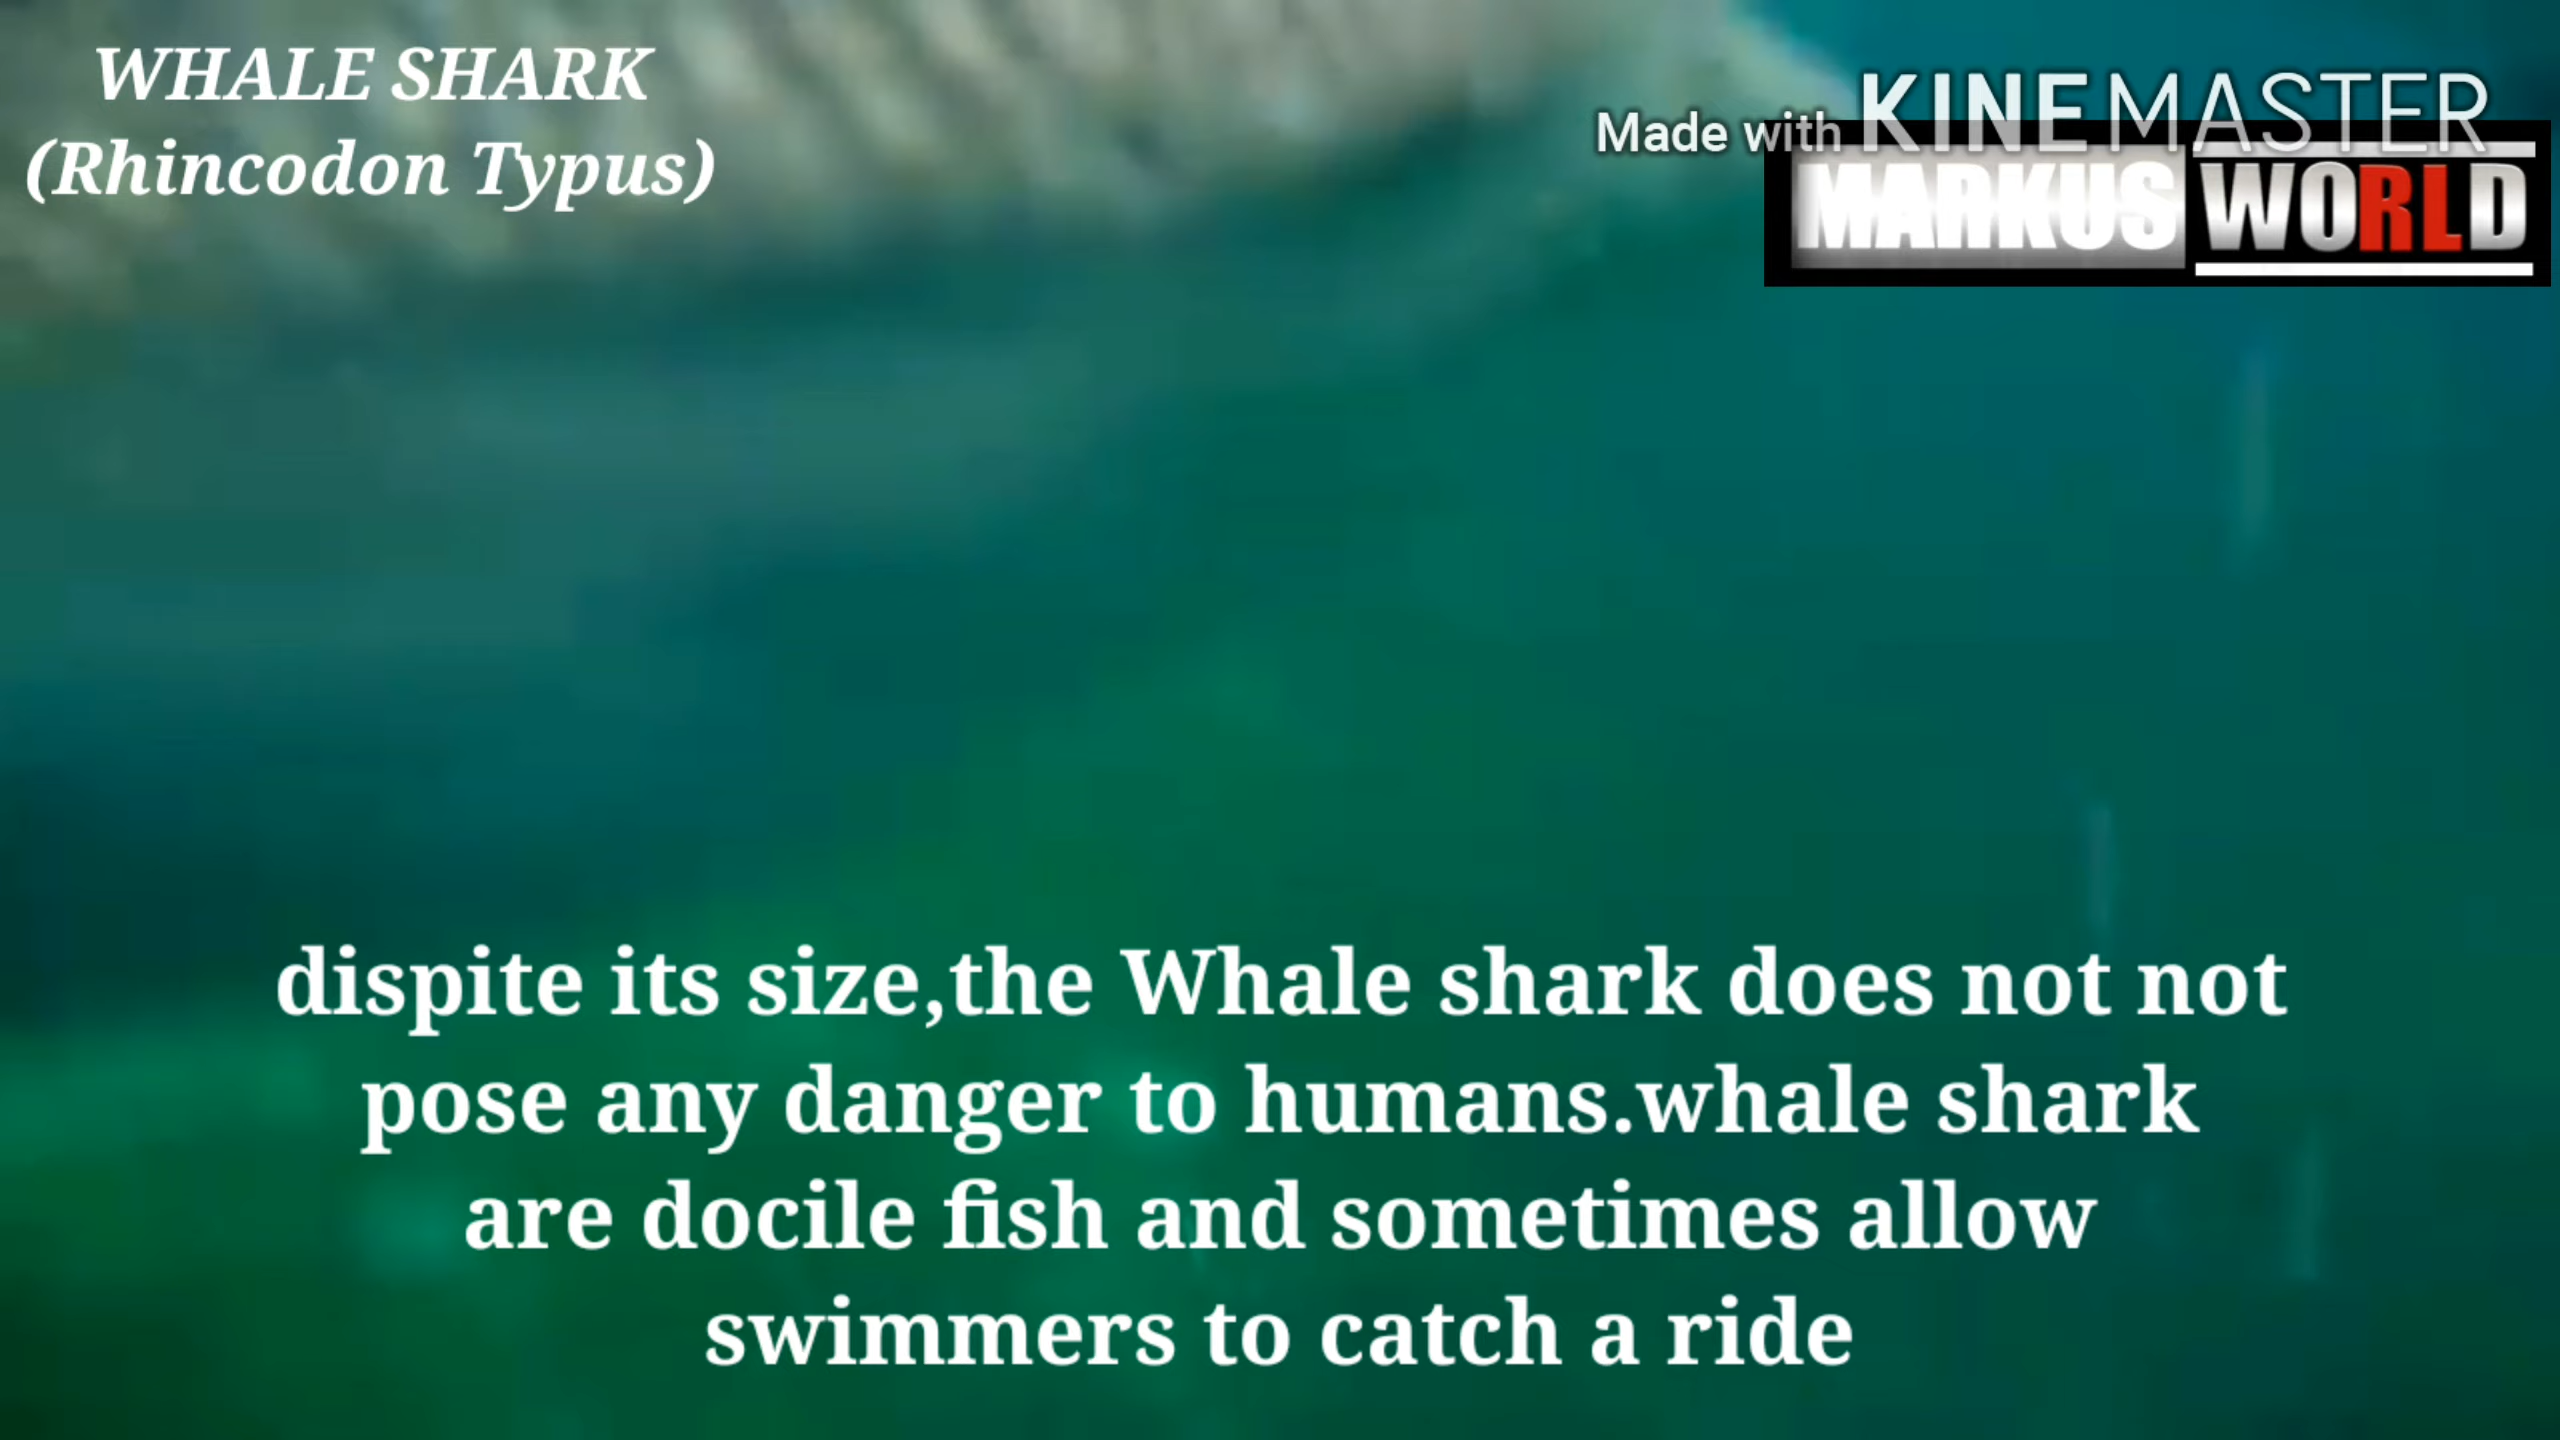 WHALE SHARK
(Rhincodon Typus)
Made with KINEMASTER
MARKUS WORLD
dispite its size,the Whale shark does not not
pose any danger to humans.whale shark
are docile fish and sometimes allow
swimmers to catch a ride